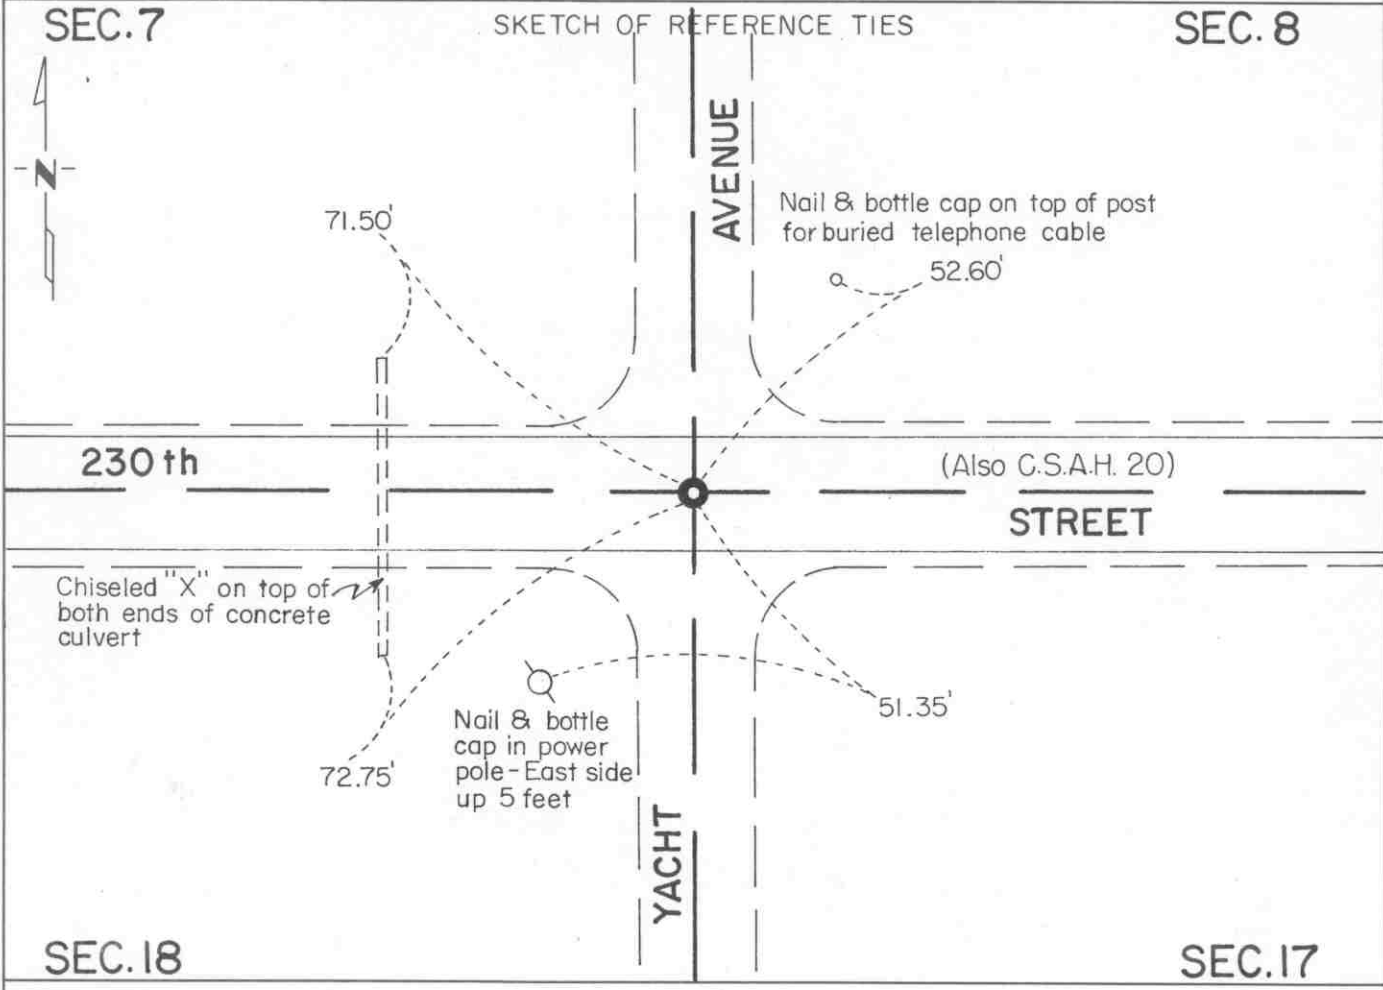 SKETCH OF REFERENCE TIES
SEC.7
SEC. 8
N
AVENUE
71.50'
Nail & bottle cap on top of post
for buried telephone cable
52.60'
230th
(Also C.S.A.H. 20)
STREET
Chiseled "X" on top of
both ends of concrete
culvert
51.35'
Nail & bottle
cap in power
pole-East side
up 5 feet
72.75'
YACHT
SEC.18
SEC.17